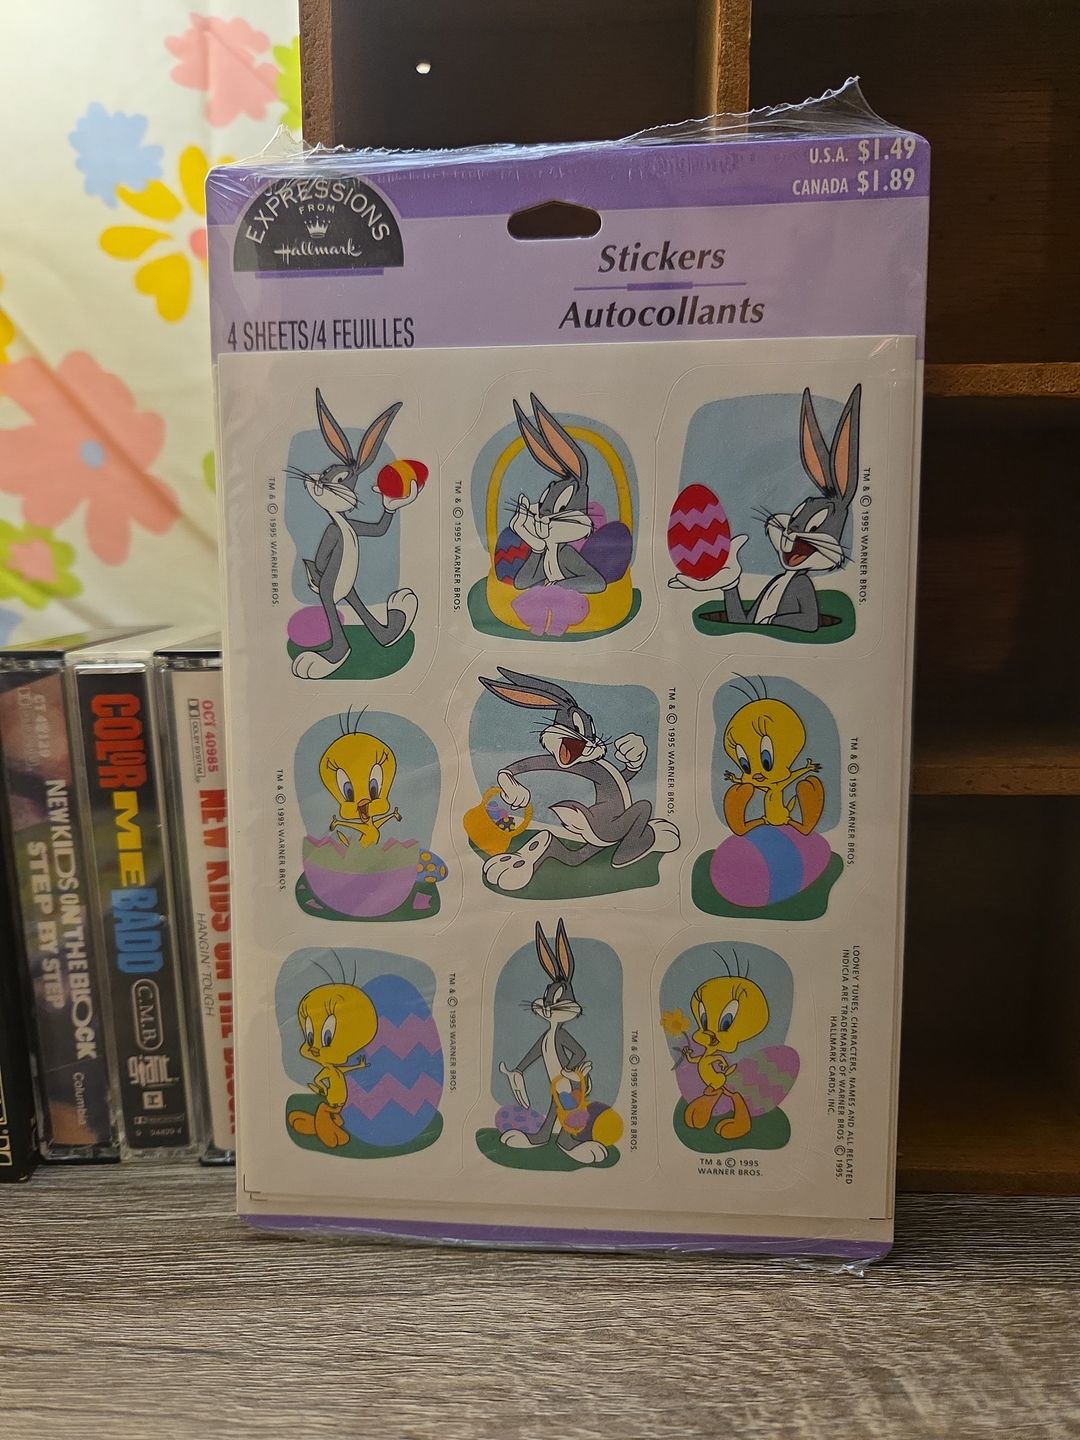 U.S.A. $1.49
CANADA $1.89
EXPRESSIONS
FROM
Hallmark
Stickers
Autocollants
4 SHEETS/4 FEUILLES
TM & © 1995 WARNER BROS.
TM & © 1995 WARNER BROS.
TM & © 1995 WARNER BROS.
TM & © 1995 WARNER BROS.
TM & © 1995 WARNER BROS.
TM & © 1995 WARNER BROS.
TM & © 1995 WARNER BROS.
TM & © 1995 WARNER BROS.
TM & © 1995
WARNER BROS.
LOONEY TUNES, CHARACTERS, NAMES AND ALL RELATED
INDICIA ARE TRADEMARKS OF WARNER BROS. © 1995.
HALLMARK CARDS, INC.
NEW KIDS ON THE BLOCK
STEP BY STEP
Columbia
COLOR ME BADD
C.M.B.
giant
OCT 40985
DOLBY SYSTEM
NEW KIDS ON THE BLOCK
HANGIN' TOUGH